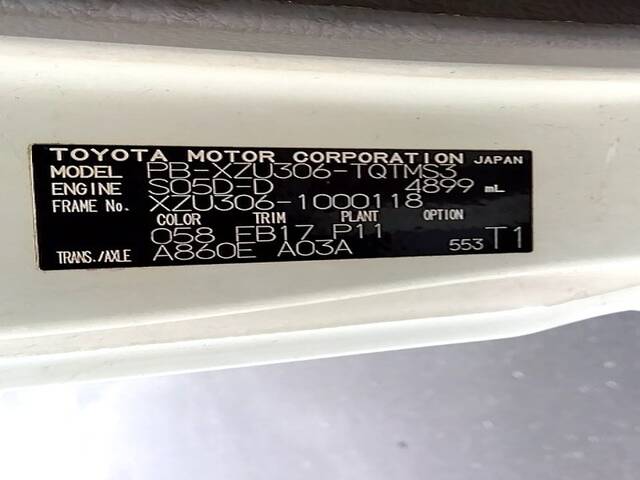 TOYOTA MOTOR CORPORATION JAPAN
MODEL PB-XZU306-TQTMS3
ENGINE S05D-D 4899 mL
FRAME No. XZU306-1000118
COLOR TRIM PLANT OPTION
058 FB17 P11
TRANS./AXLE A860E A03A 553 T1